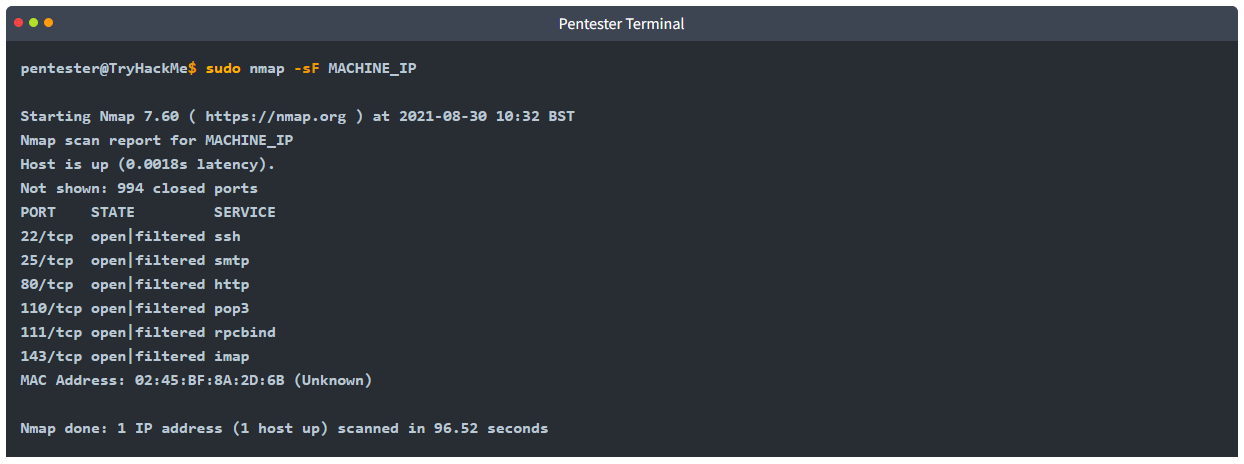 Pentester Terminal
pentester@TryHackMe$ sudo nmap -sF MACHINE_IP
Starting Nmap 7.60 ( https://nmap.org ) at 2021-08-30 10:32 BST
Nmap scan report for MACHINE_IP
Host is up (0.0018s latency).
Not shown: 994 closed ports
PORT    STATE         SERVICE
22/tcp  open|filtered ssh
25/tcp  open|filtered smtp
80/tcp  open|filtered http
110/tcp open|filtered pop3
111/tcp open|filtered rpcbind
143/tcp open|filtered imap
MAC Address: 02:45:BF:8A:2D:6B (Unknown)
Nmap done: 1 IP address (1 host up) scanned in 96.52 seconds